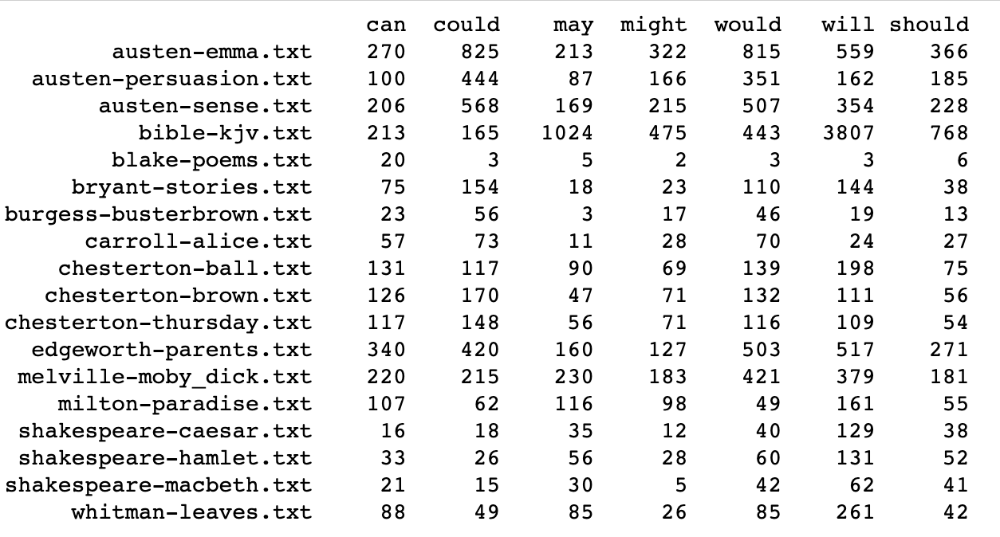 can could may might would will should
austen-emma.txt 270 825 213 322 815 559 366
austen-persuasion.txt 100 444 87 166 351 162 185
austen-sense.txt 206 568 169 215 507 354 228
bible-kjv.txt 213 165 1024 475 443 3807 768
blake-poems.txt 20 3 5 2 3 3 6
bryant-stories.txt 75 154 18 23 110 144 38
burgess-busterbrown.txt 23 56 3 17 46 19 13
carroll-alice.txt 57 73 11 28 70 24 27
chesterton-ball.txt 131 117 90 69 139 198 75
chesterton-brown.txt 126 170 47 71 132 111 56
chesterton-thursday.txt 117 148 56 71 116 109 54
edgeworth-parents.txt 340 420 160 127 503 517 271
melville-moby_dick.txt 220 215 230 183 421 379 181
milton-paradise.txt 107 62 116 98 49 161 55
shakespeare-caesar.txt 16 18 35 12 40 129 38
shakespeare-hamlet.txt 33 26 56 28 60 131 52
shakespeare-macbeth.txt 21 15 30 5 42 62 41
whitman-leaves.txt 88 49 85 26 85 261 42